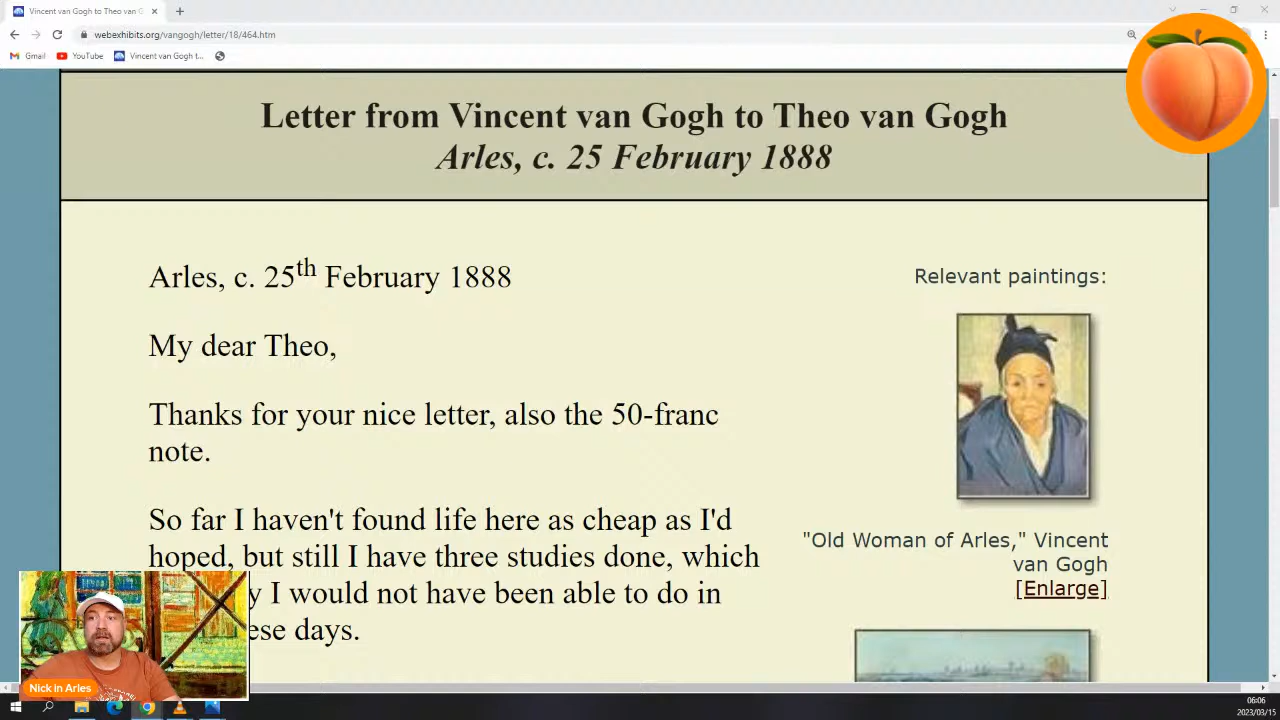 Vincent van Gogh to Theo van G
webexhibits.org/vangogh/letter/18/464.htm
Gmail
YouTube
Vincent van Gogh t...
Letter from Vincent van Gogh to Theo van Gogh
Arles, c. 25 February 1888
Arles, c. 25th February 1888
My dear Theo,
Thanks for your nice letter, also the 50-franc
note.
So far I haven't found life here as cheap as I'd
hoped, but still I have three studies done, which
I would not have been able to do in
days.
Relevant paintings:
"Old Woman of Arles," Vincent
van Gogh
[Enlarge]
Nick in Arles
06:06
2023/03/15